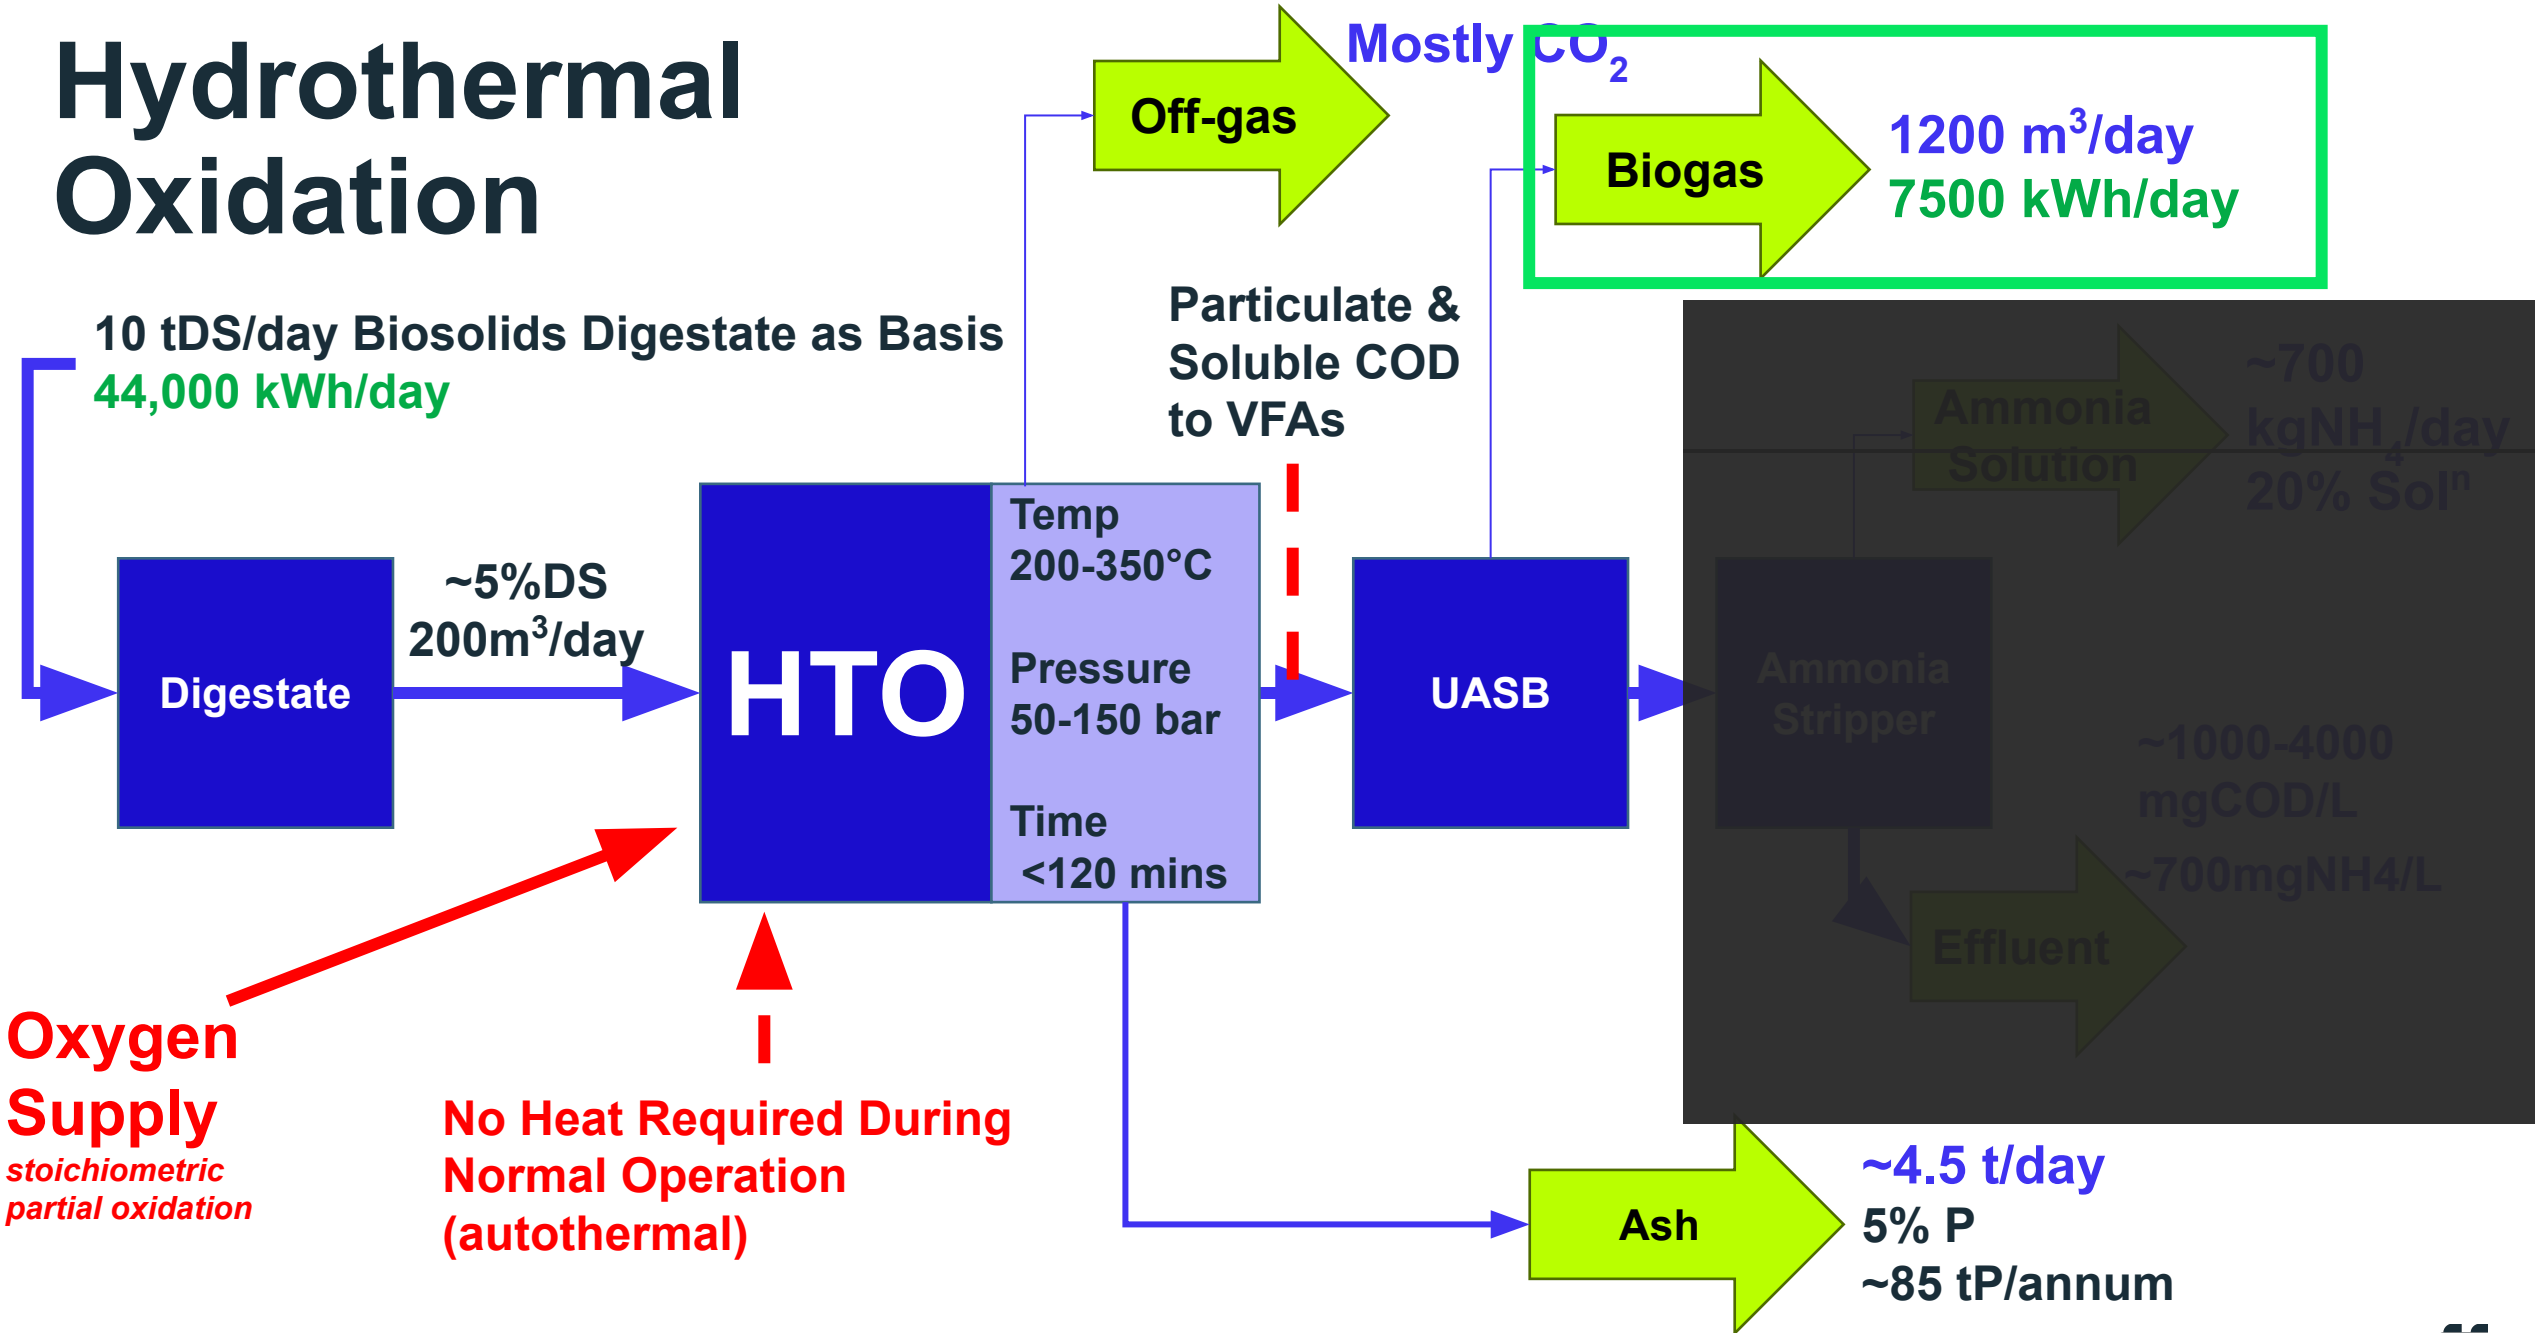 Hydrothermal
Oxidation
Mostly CO₂
Off-gas
Biogas
1200 m³/day
7500 kWh/day
10 tDS/day Biosolids Digestate as Basis
44,000 kWh/day
Particulate &
Soluble COD
to VFAs
~700
kgNH₄/day
20% Solⁿ
Ammonia
Solution
Digestate
~5%DS
200m³/day
HTO
Temp
200-350°C
Pressure
50-150 bar
Time
<120 mins
UASB
Ammonia
Stripper
~1000-4000
mgCOD/L
~700mgNH4/L
Effluent
Oxygen
Supply
stoichiometric
partial oxidation
No Heat Required During
Normal Operation
(autothermal)
Ash
~4.5 t/day
5% P
~85 tP/annum